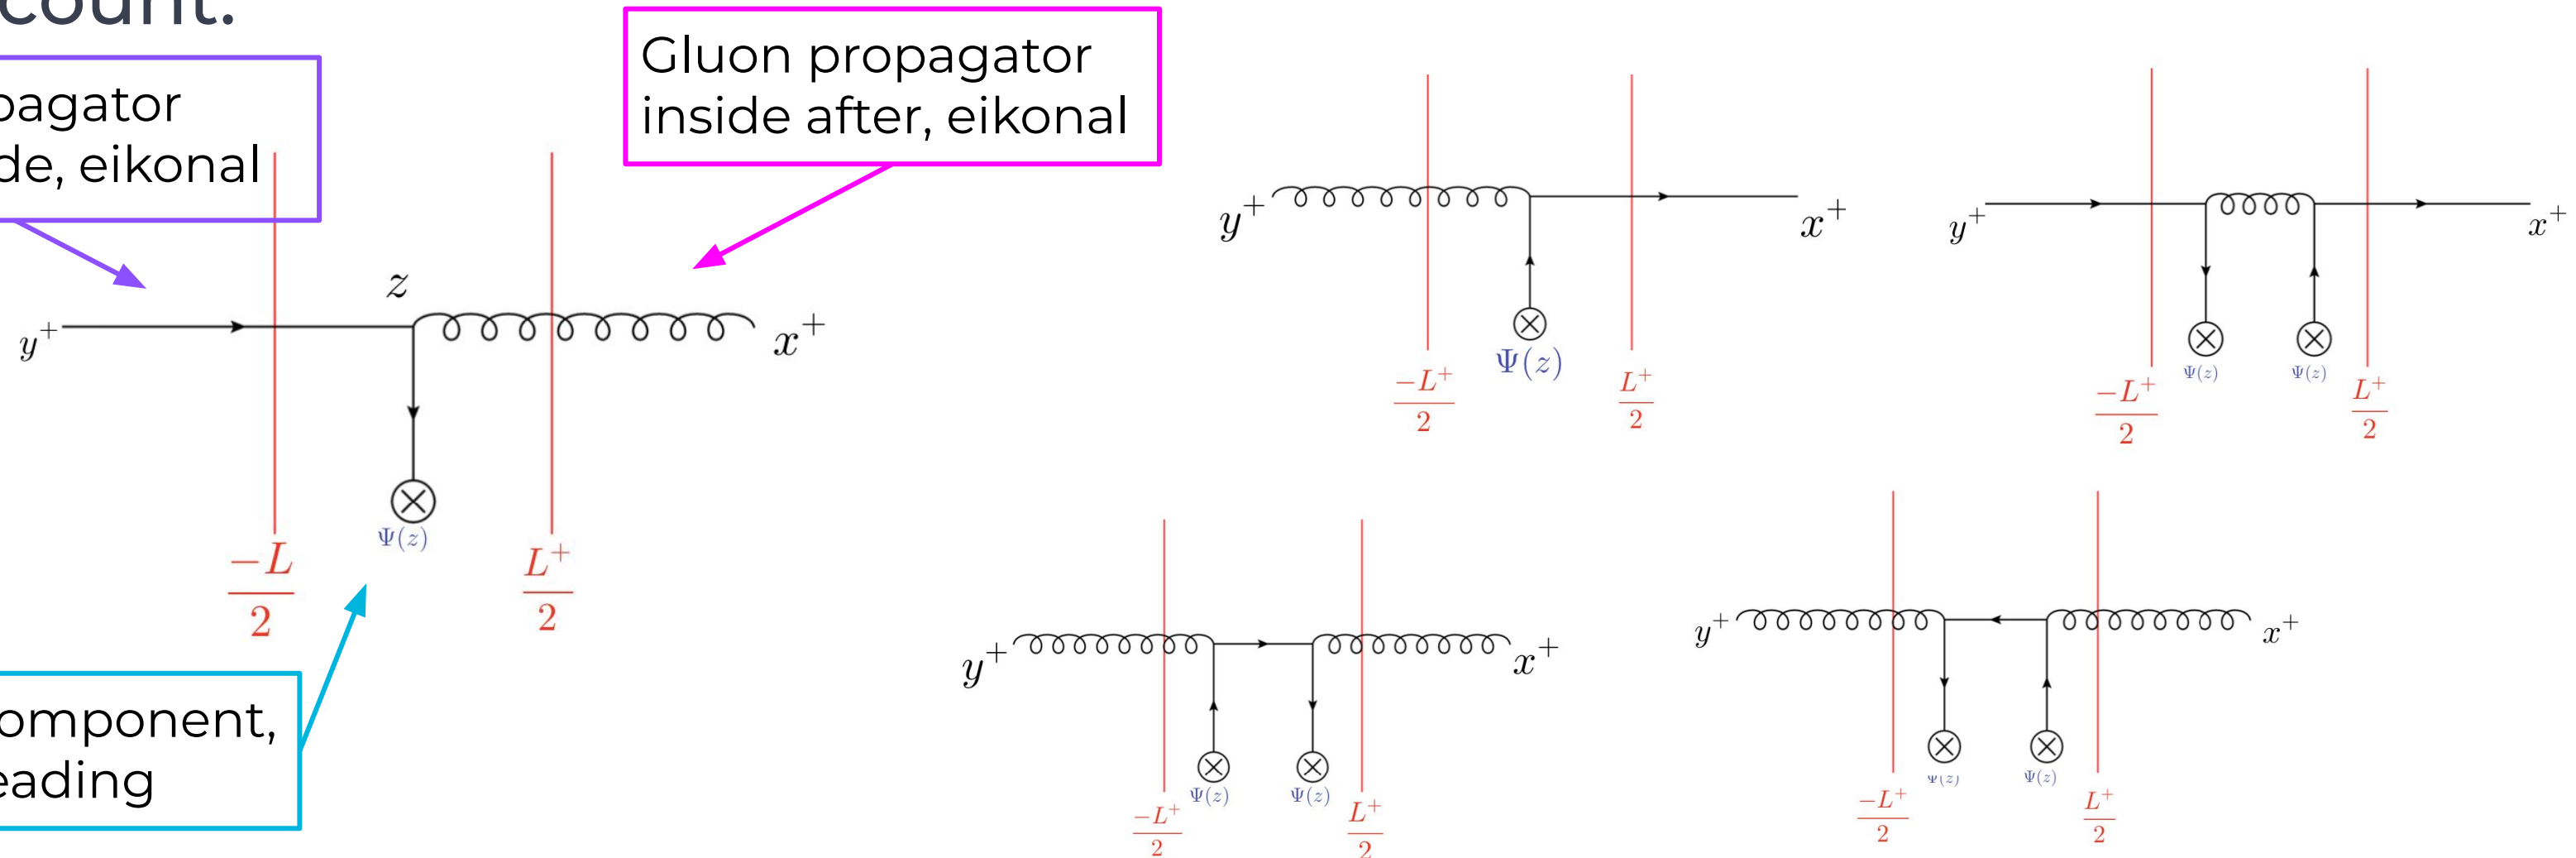 count.
pagator
de, eikonal
Gluon propagator
inside after, eikonal
y⁺
z
x⁺
Ψ(z)
-L
2
L⁺
2
omponent,
eading
y⁺
x⁺
Ψ(z)
-L⁺
2
L⁺
2
y⁺
x⁺
Ψ(z)
Ψ(z)
-L⁺
2
L⁺
2
y⁺
x⁺
Ψ(z)
Ψ(z)
-L⁺
2
L⁺
2
y⁺
x⁺
Ψ(z)
Ψ(z)
-L⁺
2
L⁺
2